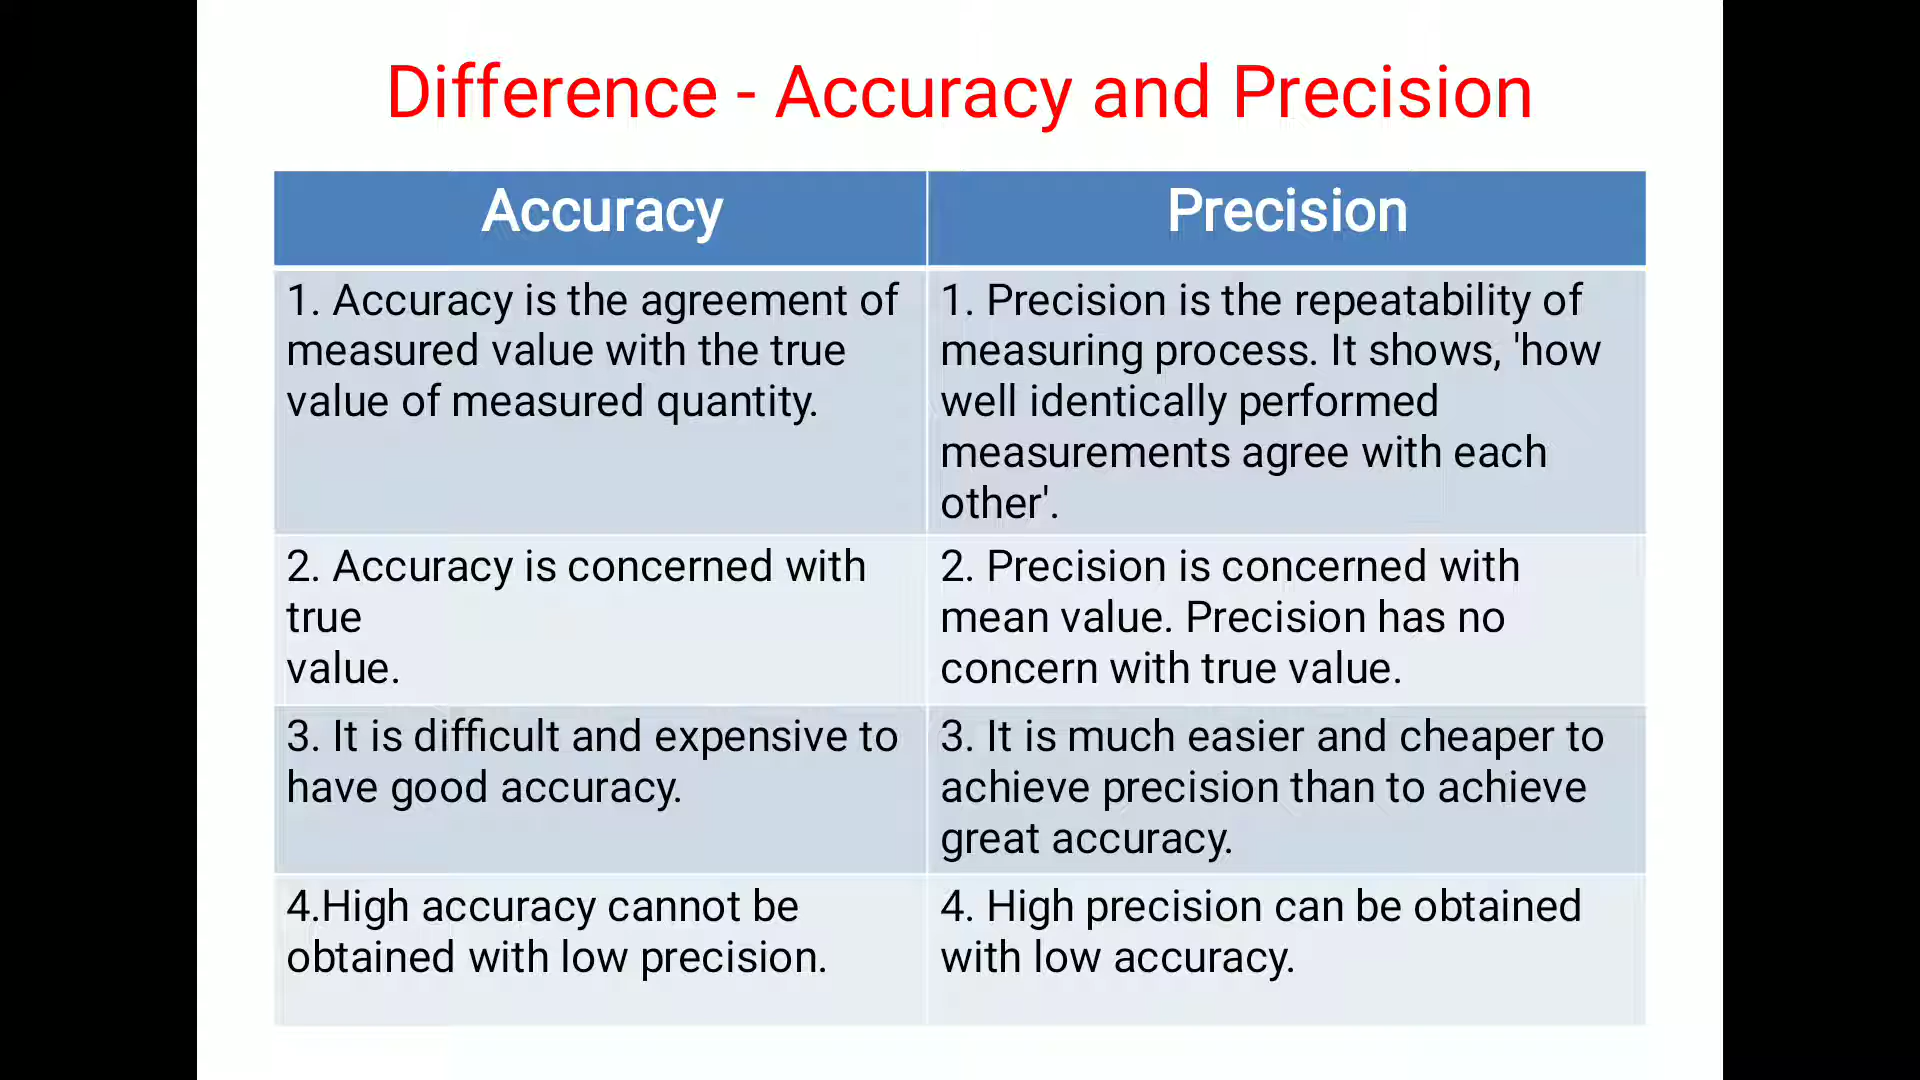 Difference - Accuracy and Precision
Accuracy
Precision
1. Accuracy is the agreement of
measured value with the true
value of measured quantity.
1. Precision is the repeatability of
measuring process. It shows, 'how
well identically performed
measurements agree with each
other'.
2. Accuracy is concerned with
true
value.
2. Precision is concerned with
mean value. Precision has no
concern with true value.
3. It is difficult and expensive to
have good accuracy.
3. It is much easier and cheaper to
achieve precision than to achieve
great accuracy.
4.High accuracy cannot be
obtained with low precision.
4. High precision can be obtained
with low accuracy.